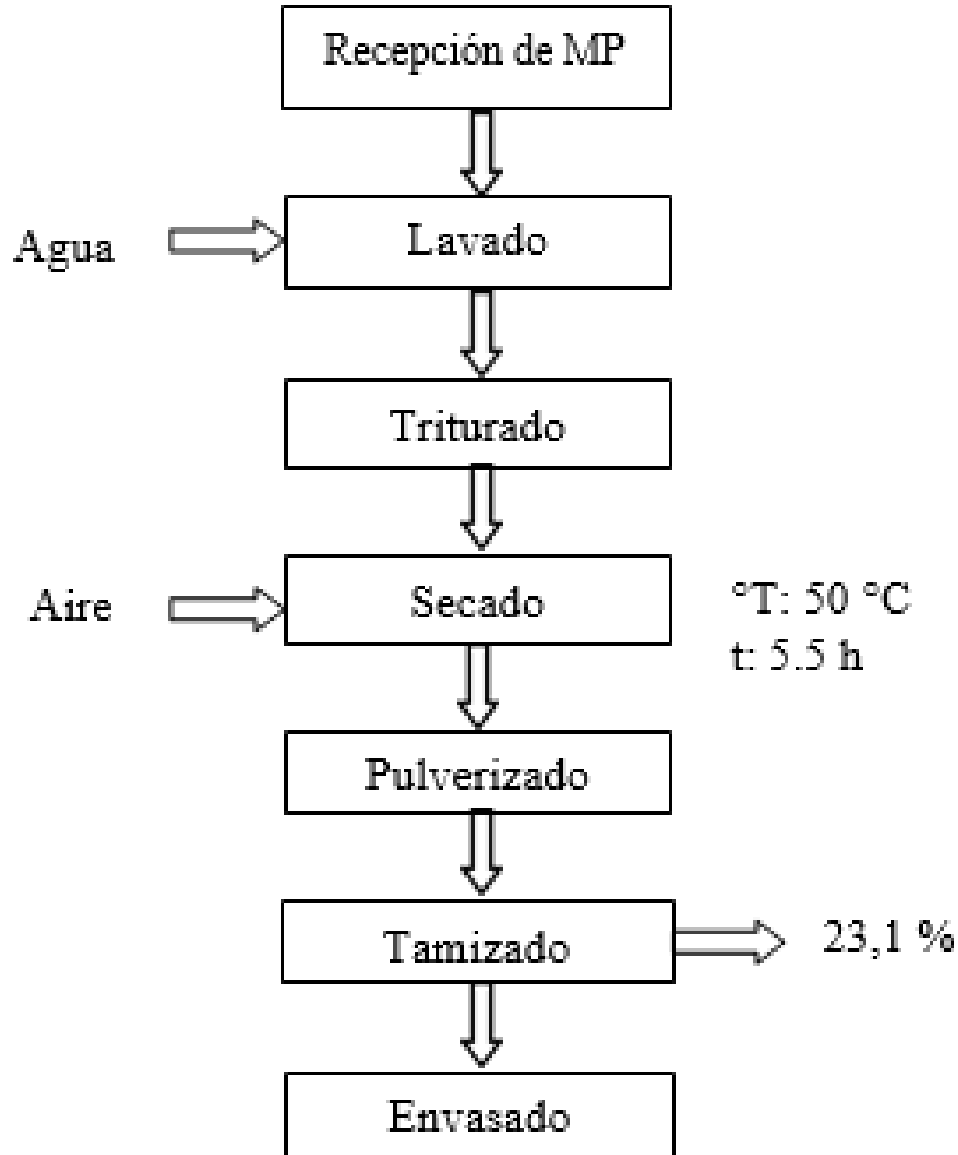 Recepción de MP
Agua
Lavado
Triturado
Aire
Secado
°T: 50 °C
t: 5.5 h
Pulverizado
Tamizado
23,1 %
Envasado